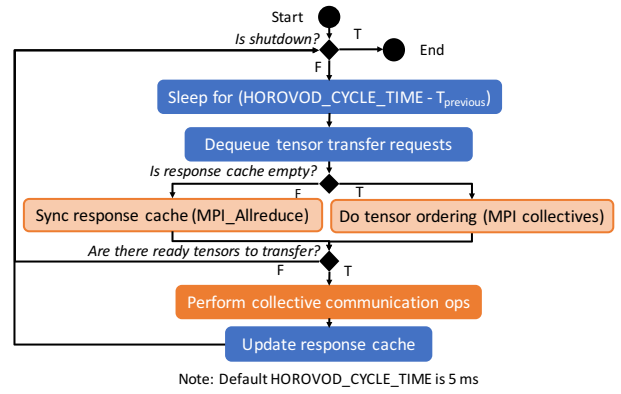 Start
Is shutdown?
T
End
F
Sleep for (HOROVOD_CYCLE_TIME - Tprevious)
Dequeue tensor transfer requests
Is response cache empty?
F
T
Sync response cache (MPI_Allreduce)
Do tensor ordering (MPI collectives)
Are there ready tensors to transfer?
F
T
Perform collective communication ops
Update response cache
Note: Default HOROVOD_CYCLE_TIME is 5 ms